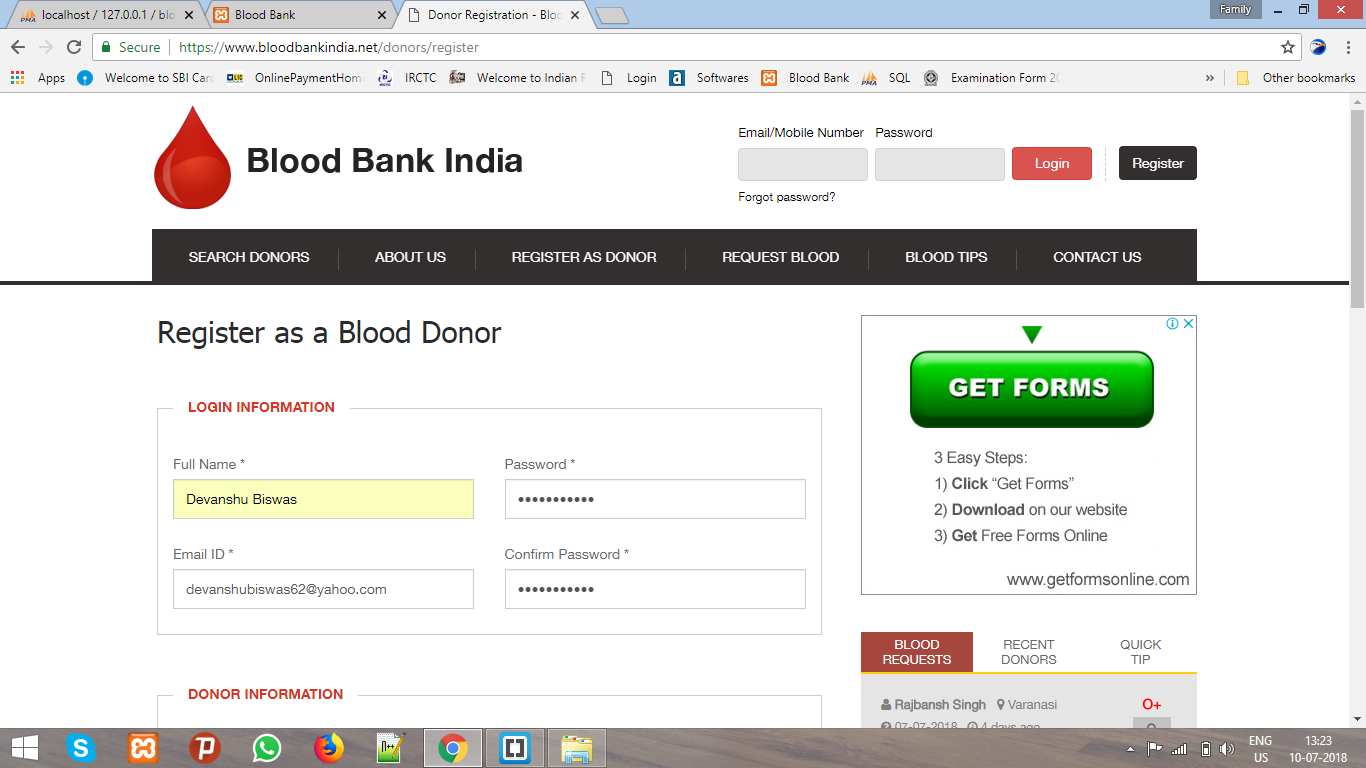 localhost / 127.0.0.1 / blo
Blood Bank
Donor Registration - Bloo
Family
Secure
https://www.bloodbankindia.net/donors/register
Apps
Welcome to SBI Card
OnlinePaymentHome
IRCTC
Welcome to Indian R
Login
Softwares
Blood Bank
SQL
Examination Form 20
»
Other bookmarks
Blood Bank India
Email/Mobile Number
Password
Login
Register
Forgot password?
SEARCH DONORS
ABOUT US
REGISTER AS DONOR
REQUEST BLOOD
BLOOD TIPS
CONTACT US
Register as a Blood Donor
LOGIN INFORMATION
Full Name *
Password *
Devanshu Biswas
•••••••••••
Email ID *
Confirm Password *
devanshubiswas62@yahoo.com
•••••••••••
DONOR INFORMATION
GET FORMS
3 Easy Steps:
1) Click “Get Forms”
2) Download on our website
3) Get Free Forms Online
www.getformsonline.com
BLOOD REQUESTS
RECENT DONORS
QUICK TIP
Rajbansh Singh
Varanasi
O+
07-07-2018
4 days ago
ENG
US
13:23
10-07-2018